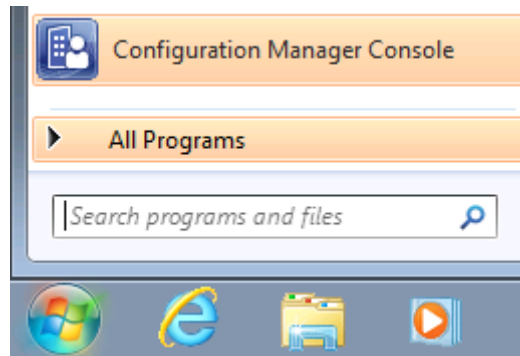 Configuration Manager Console
All Programs
Search programs and files